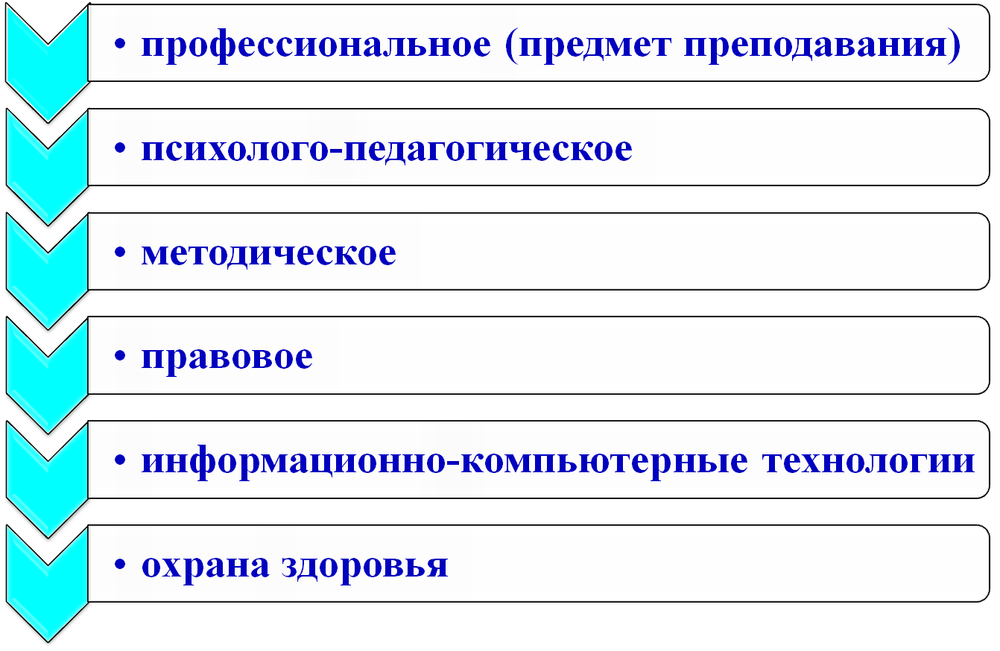 • профессиональное (предмет преподавания)
• психолого-педагогическое
• методическое
• правовое
• информационно-компьютерные технологии
• охрана здоровья